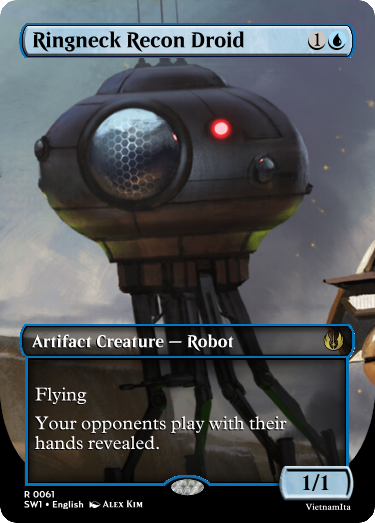 Ringneck Recon Droid 1
Artifact Creature — Robot
Flying
Your opponents play with their
hands revealed.
1/1
R 0061
SW1 • English Alex Kim
VietnamIta